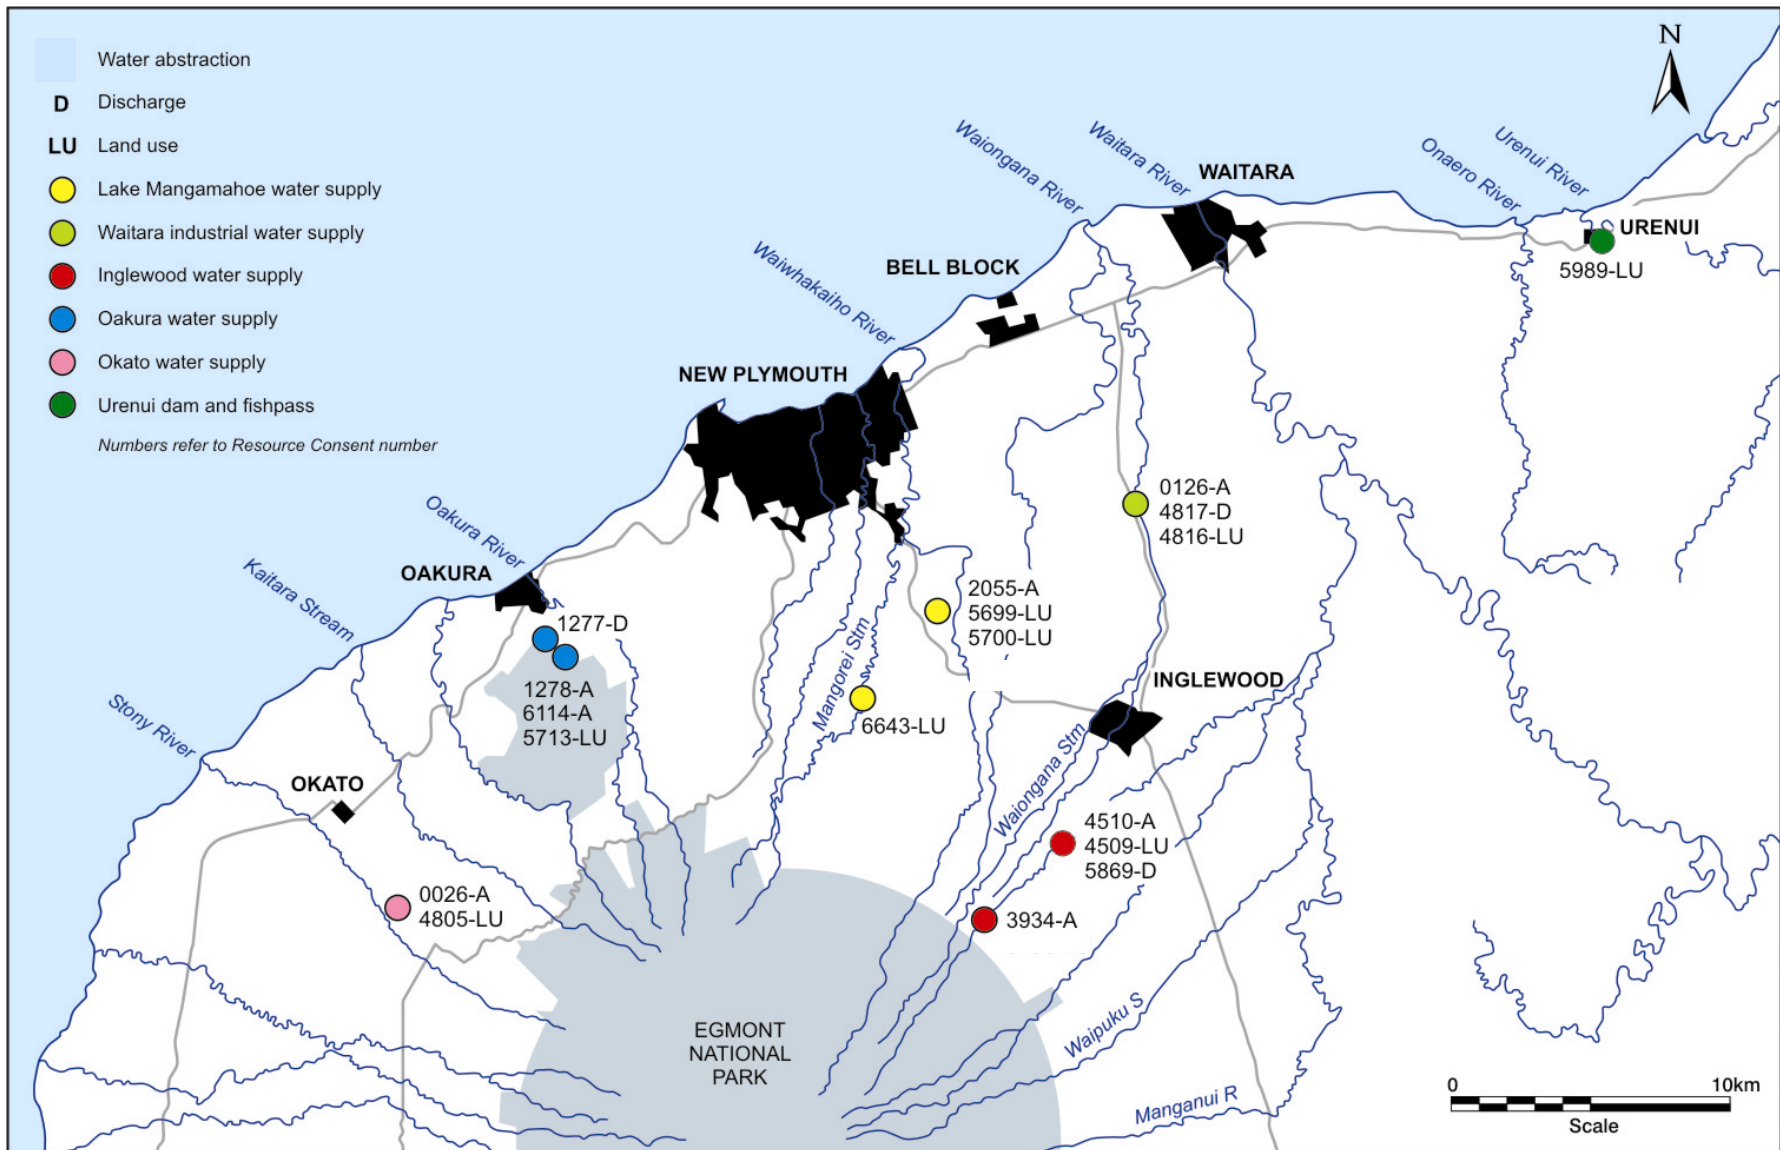 Water abstraction
D Discharge
LU Land use
Lake Mangamahoe water supply
Waitara industrial water supply
Inglewood water supply
Oakura water supply
Okato water supply
Urenui dam and fishpass
Numbers refer to Resource Consent number
N
Waiongana River
Waitara River
WAITARA
Onaero River
Urenui River
URENUI
5989-LU
BELL BLOCK
Waiwhakaiho River
NEW PLYMOUTH
Oakura River
OAKURA
Kaitara Stream
Stony River
OKATO
1277-D
1278-A
6114-A
5713-LU
0026-A
4805-LU
Mangorei Stm
6643-LU
2055-A
5699-LU
5700-LU
0126-A
4817-D
4816-LU
INGLEWOOD
Waiongana Stm
4510-A
4509-LU
5869-D
3934-A
EGMONT
NATIONAL
PARK
Waipuku S
Manganui R
0 10km
Scale